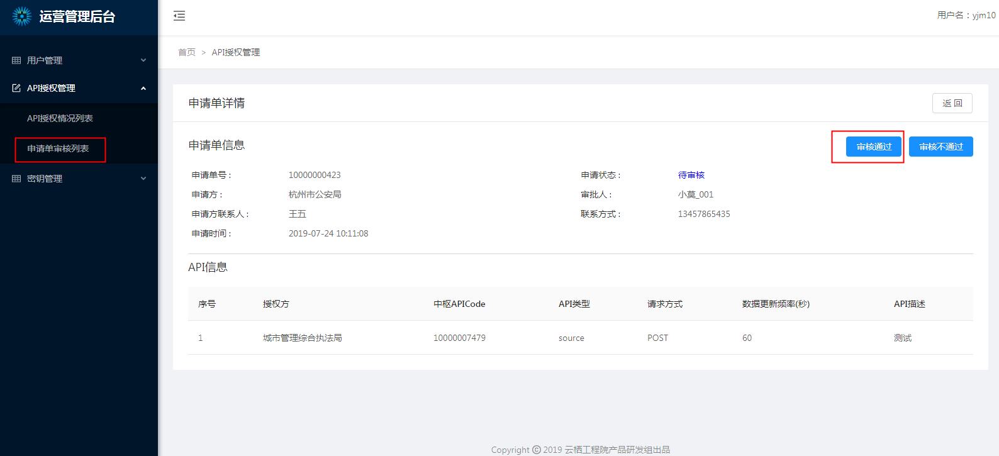 运营管理后台
用户名：yjm10
用户管理
API授权管理
API授权情况列表
申请单审核列表
密钥管理
首页 > API授权管理
申请单详情
返 回
申请单信息
审核通过
审核不通过
申请单号： 10000000423 申请状态： 待审核
申请方： 杭州市公安局 审批人： 小莫_001
申请方联系人： 王五 联系方式： 13457865435
申请时间： 2019-07-24 10:11:08
API信息
序号 授权方 中枢APICode API类型 请求方式 数据更新频率(秒) API描述
1 城市管理综合执法局 10000007479 source POST 60 测试
Copyright © 2019 云栖工程院产品研发组出品